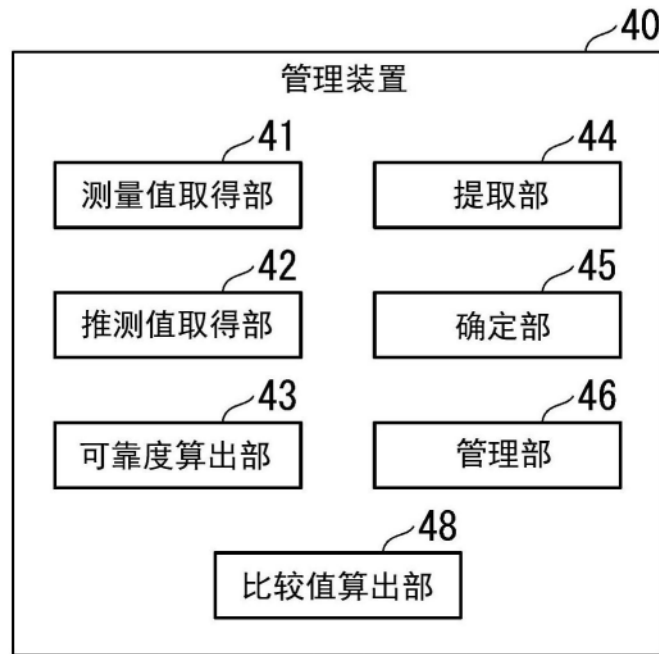 40
管理装置
41
测量值取得部
44
提取部
42
推测值取得部
45
确定部
43
可靠度算出部
46
管理部
48
比较值算出部